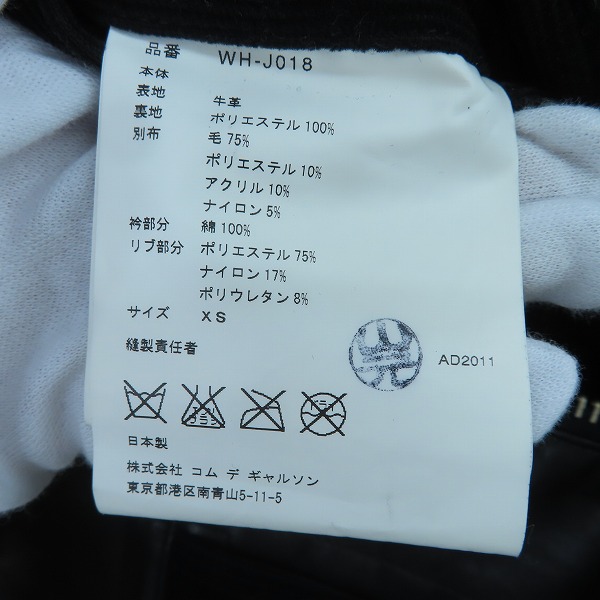 品番 WH-J018
本体
表地 牛革
裏地 ポリエステル 100%
別布 毛 75%
ポリエステル 10%
アクリル 10%
ナイロン 5%
衿部分 綿 100%
リブ部分 ポリエステル 75%
ナイロン 17%
ポリウレタン 8%
サイズ XS
縫製責任者
AD2011
日本製
株式会社 コム デ ギャルソン
東京都港区南青山5-11-5